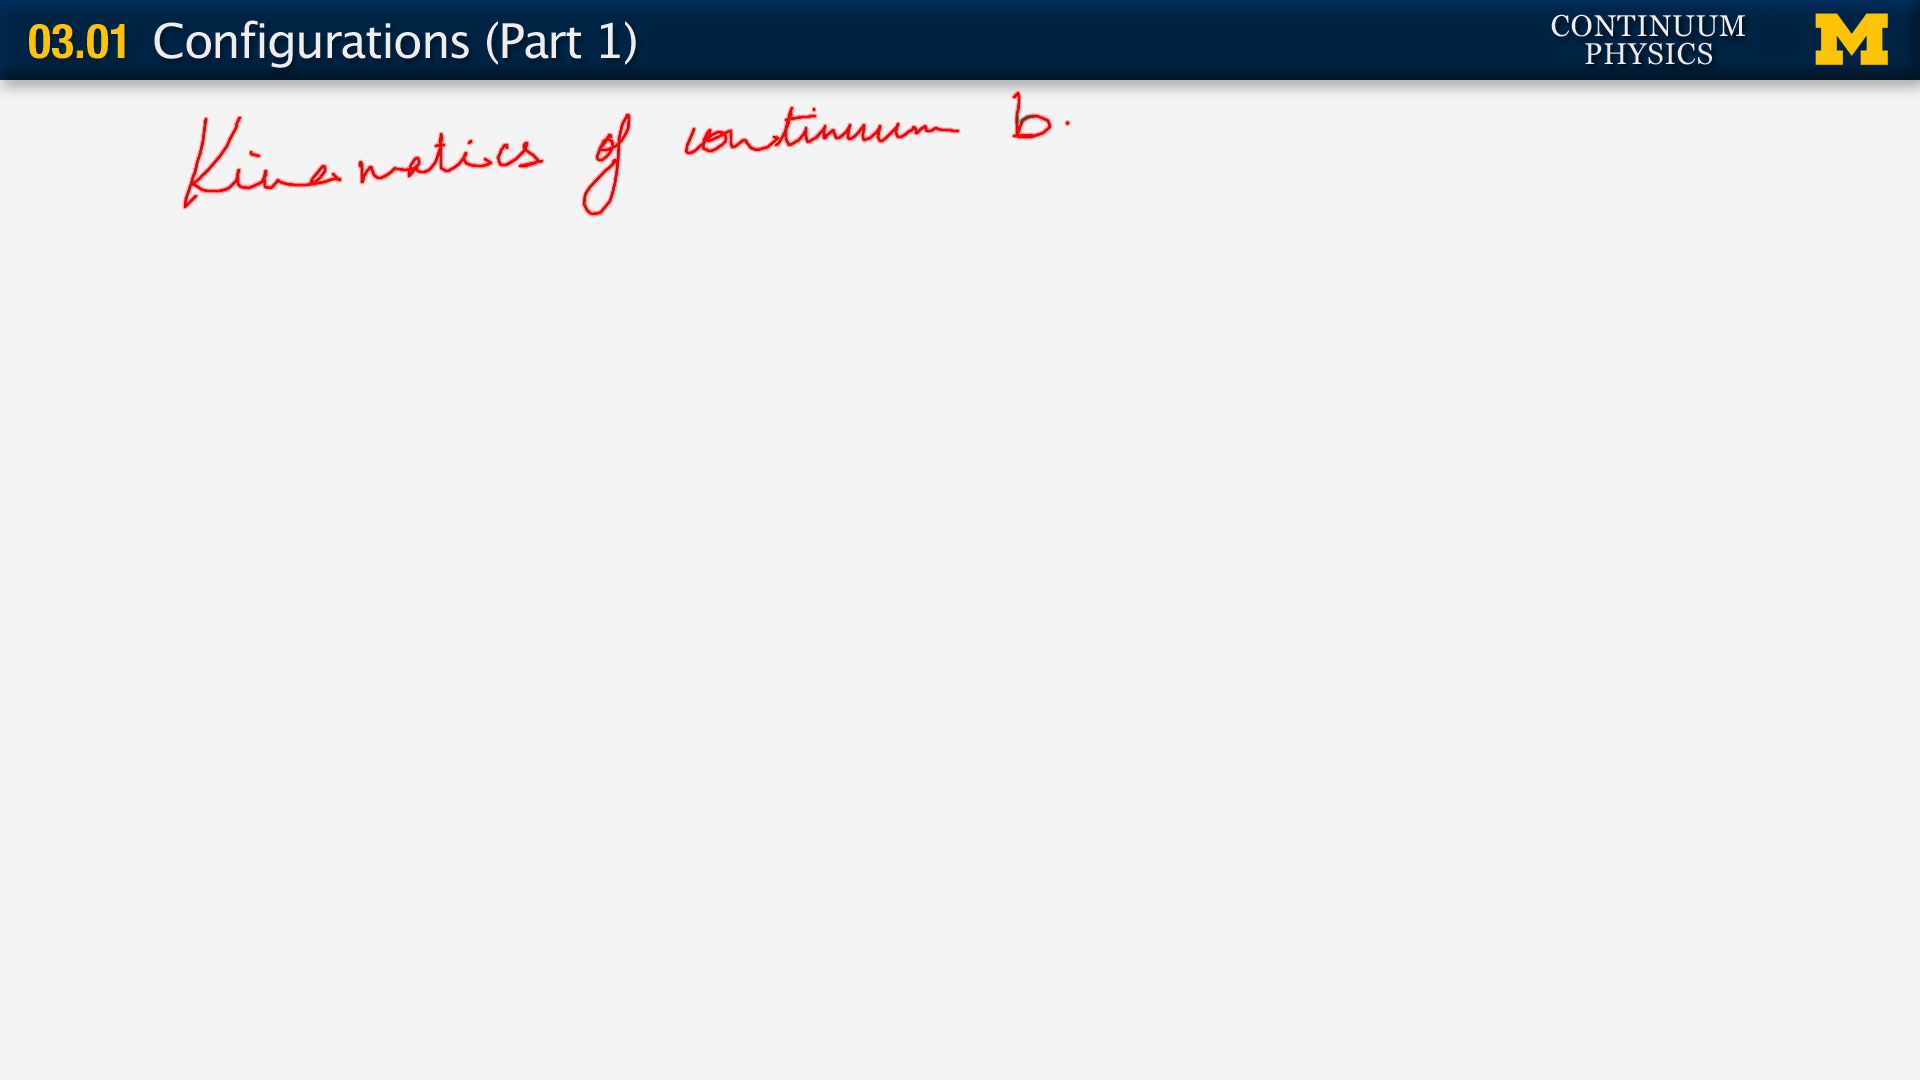 03.01 Configurations (Part 1)
CONTINUUM
PHYSICS
M
Kinematics of continuum b.